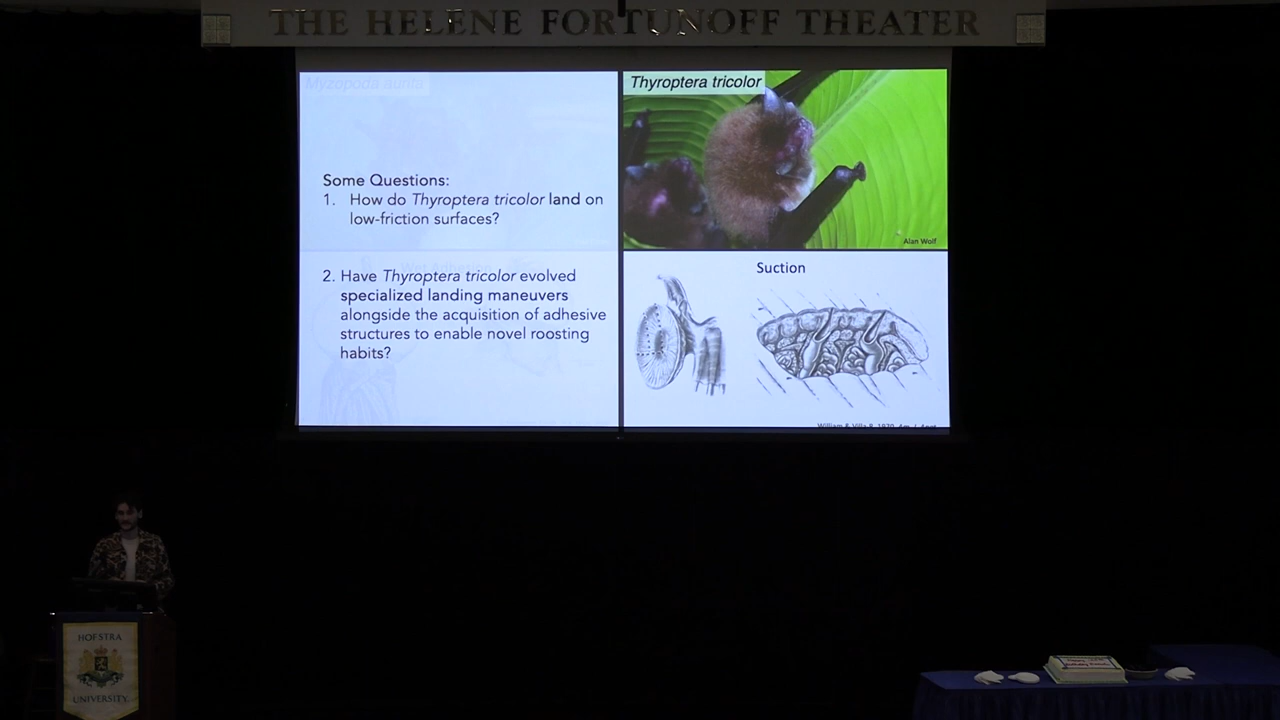 THE HELENE FORTUNOFF THEATER
Myzopoda aurita
Some Questions:
1. How do Thyroptera tricolor land on
low-friction surfaces?
2. Have Thyroptera tricolor evolved
specialized landing maneuvers
alongside the acquisition of adhesive
structures to enable novel roosting
habits?
Thyroptera tricolor
Alan Wolf
Suction
HOFSTRA
UNIVERSITY